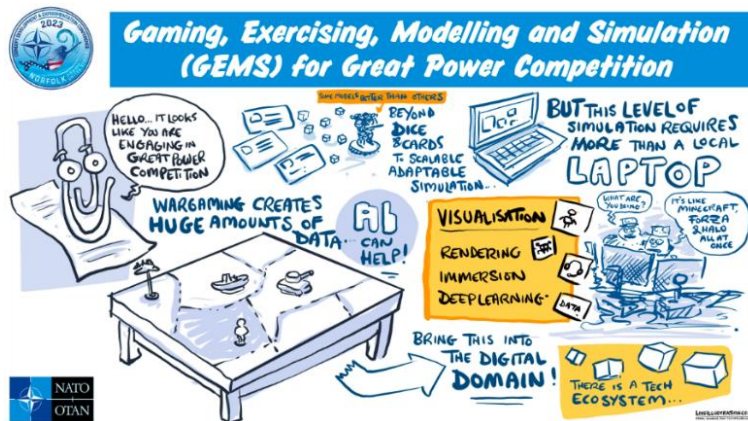 2023
NORFOLK
Gaming, Exercising, Modelling and Simulation
(GEMS) for Great Power Competition
HELLO... IT LOOKS
LIKE YOU ARE
ENGAGING IN
GREAT POWER
COMPETITION
SOME MODELS BETTER THAN OTHERS
BEYOND
DICE
& CARDS
TO SCALABLE
ADAPTABLE
SIMULATION...
BUT THIS LEVEL OF
SIMULATION REQUIRES
MORE THAN A LOCAL
LAPTOP
WARGAMING CREATES
HUGE AMOUNTS OF
DATA...
AI
CAN
HELP!
VISUALISATION
RENDERING
IMMERSION
DEEPLEARNING
DATA
WHAT ARE
YOU DOING?
IT'S LIKE
MINECRAFT,
FORZA
& HALO
ALL AT
ONCE
BRING THIS INTO
THE DIGITAL
DOMAIN!
THERE IS A TECH
ECOSYSTEM...
NATO
OTAN